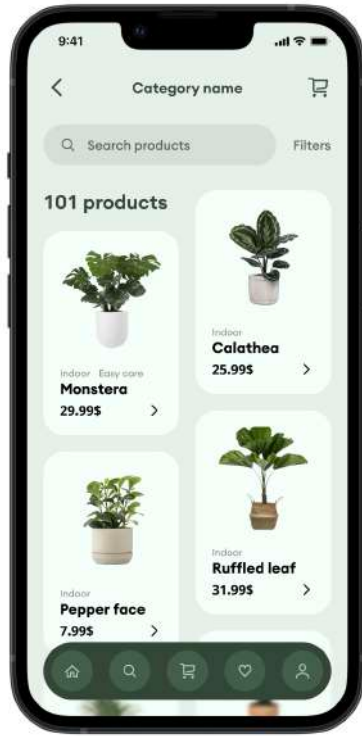 9:41
Category name
Search products
Filters
101 products
Indoor Easy care
Monstera
29.99$
Indoor
Calathea
25.99$
Indoor
Pepper face
7.99$
Indoor
Ruffled leaf
31.99$